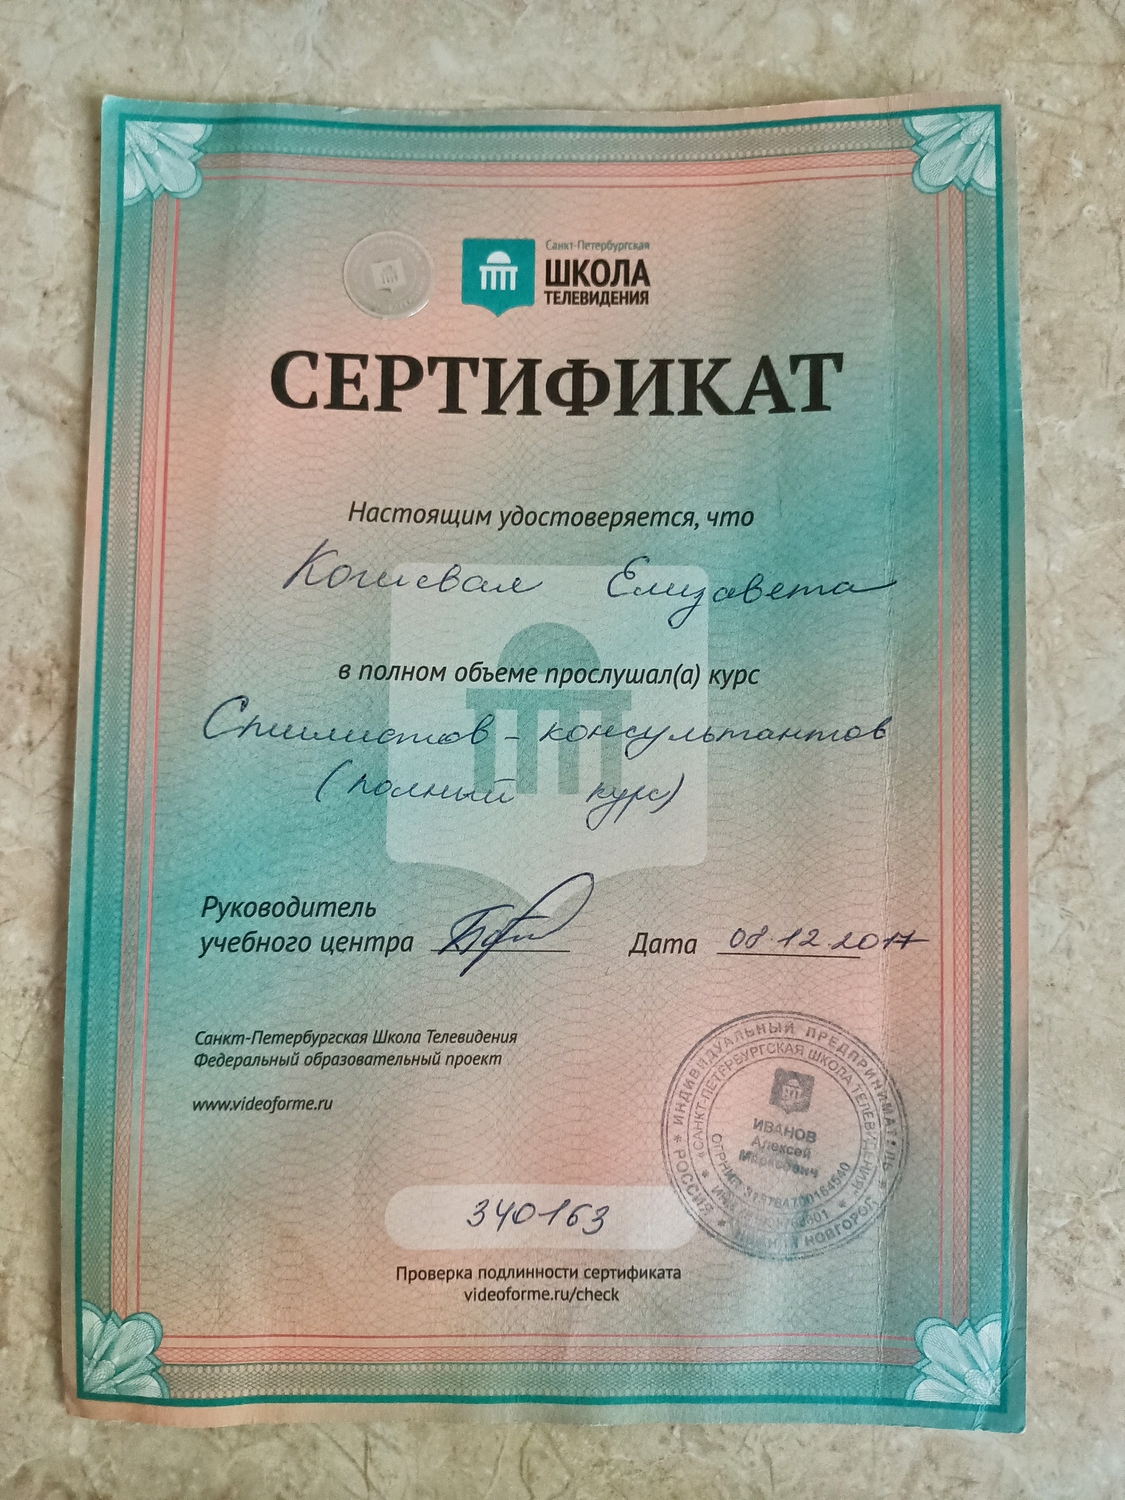 Санкт-Петербургская
ШКОЛА
ТЕЛЕВИДЕНИЯ
СЕРТИФИКАТ
Настоящим удостоверяется, что
Кошевая Елизавета
в полном объеме прослушал(а) курс
Стилистов - консультантов
(полный курс)
Руководитель
учебного центра
Дата 08.12.2017
Санкт-Петербургская Школа Телевидения
Федеральный образовательный проект
www.videoforme.ru
ИНДИВИДУАЛЬНЫЙ ПРЕДПРИНИМАТЕЛЬ
«САНКТ-ПЕТЕРБУРГСКАЯ ШКОЛА ТЕЛЕВИДЕНИЯ»
ИВАНОВ
Алексей
РОССИЯ * НИЖНИЙ НОВГОРОД
340163
Проверка подлинности сертификата
videoforme.ru/check